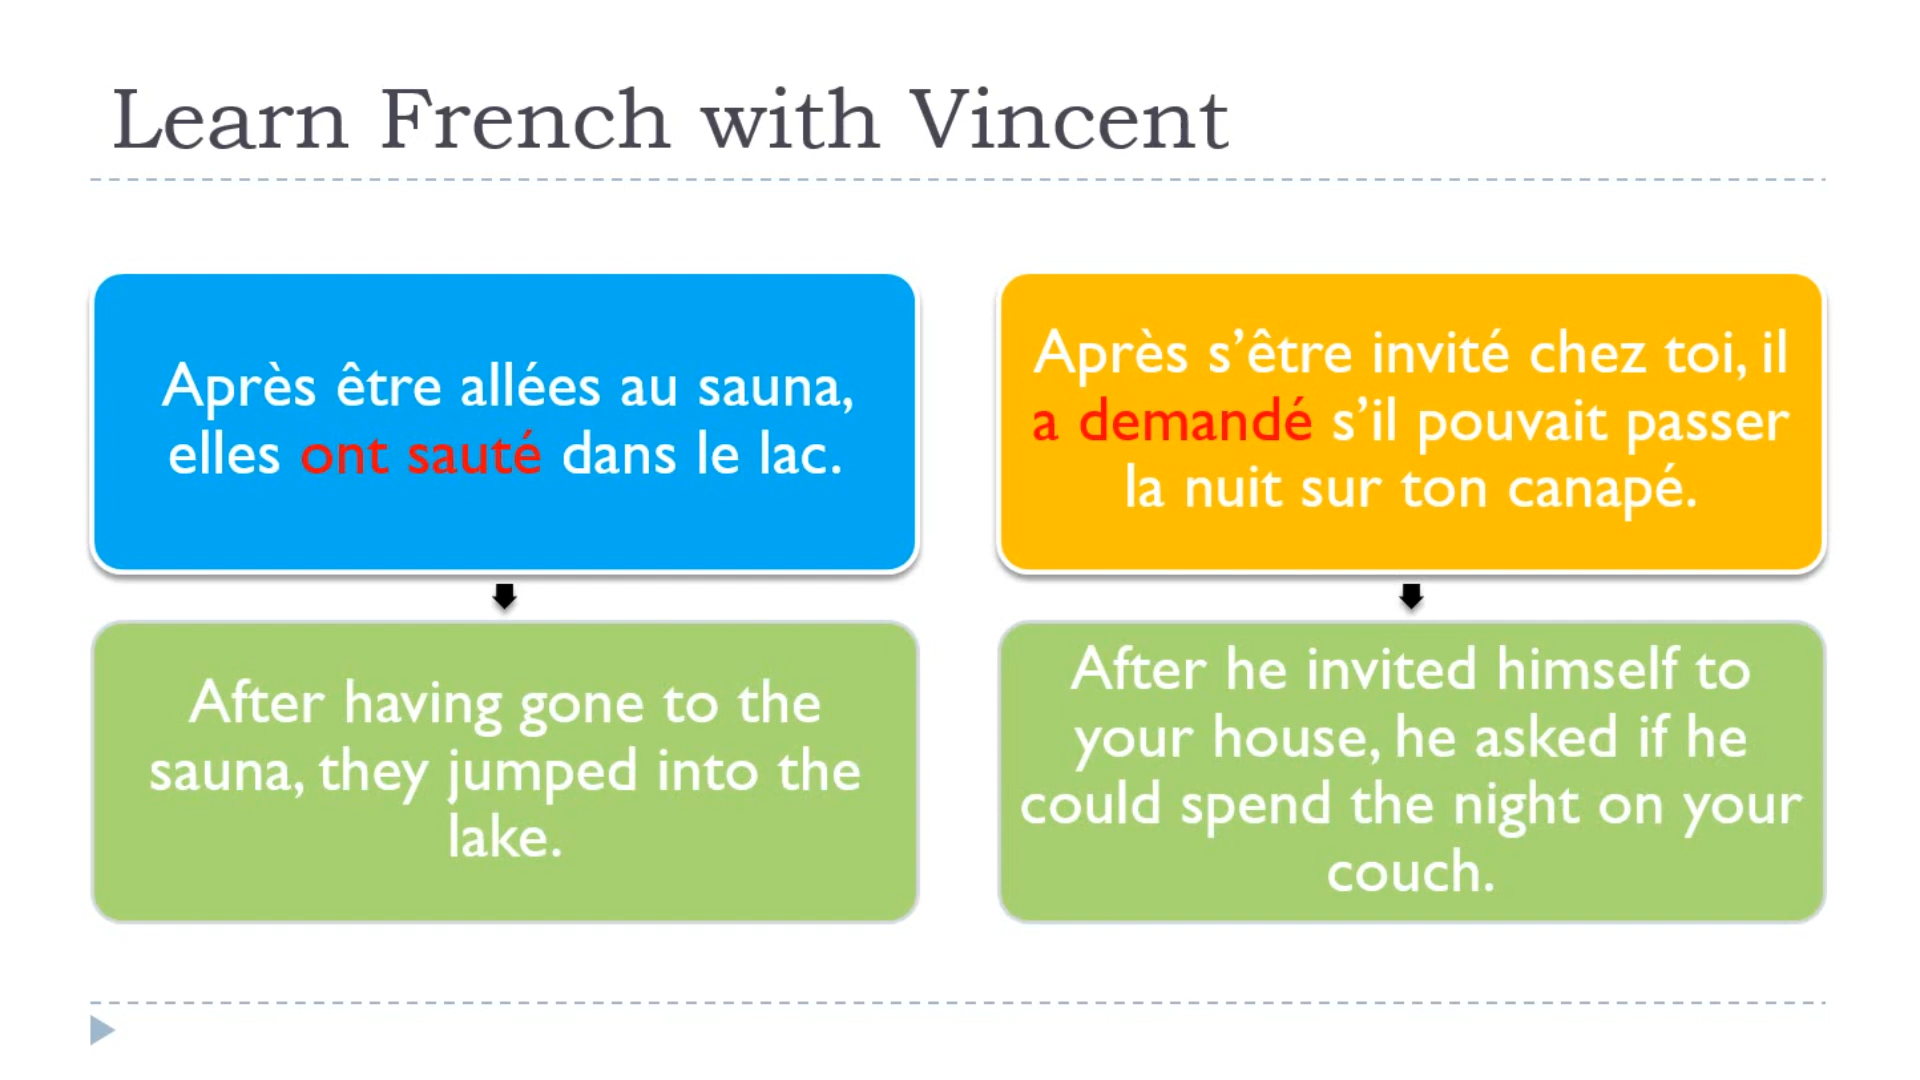 Learn French with Vincent
Après être allées au sauna,
elles ont sauté dans le lac.
After having gone to the
sauna, they jumped into the
lake.
Après s’être invité chez toi, il
a demandé s’il pouvait passer
la nuit sur ton canapé.
After he invited himself to
your house, he asked if he
could spend the night on your
couch.